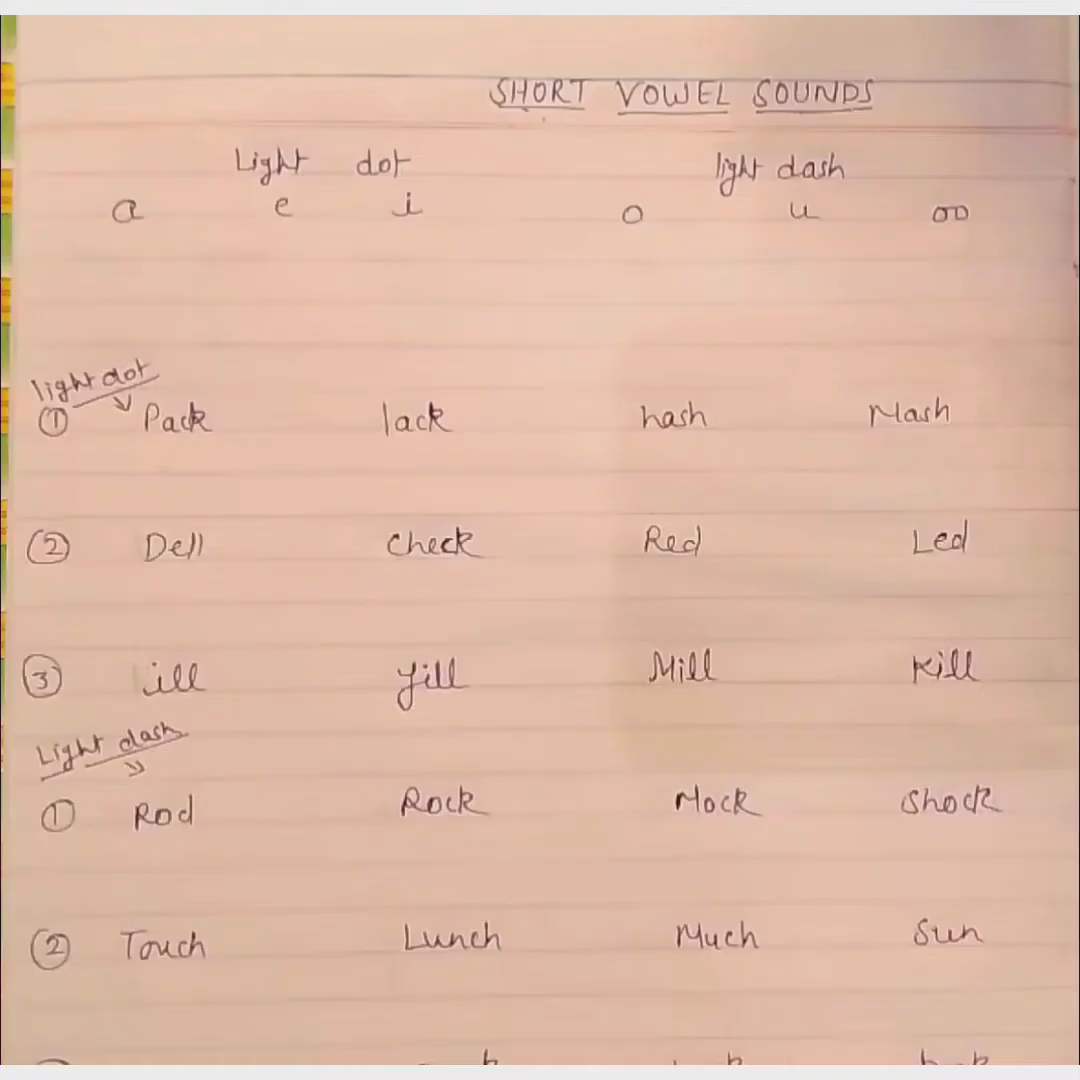 SHORT VOWEL SOUNDS
Light dot light dash
a e i o u oo
light dot
① Pack lack hash Mash
② Dell check Red Led
③ ill Jill Mill Kill
Light dash
① Rod Rock Mock Shock
② Touch Lunch Much Sun